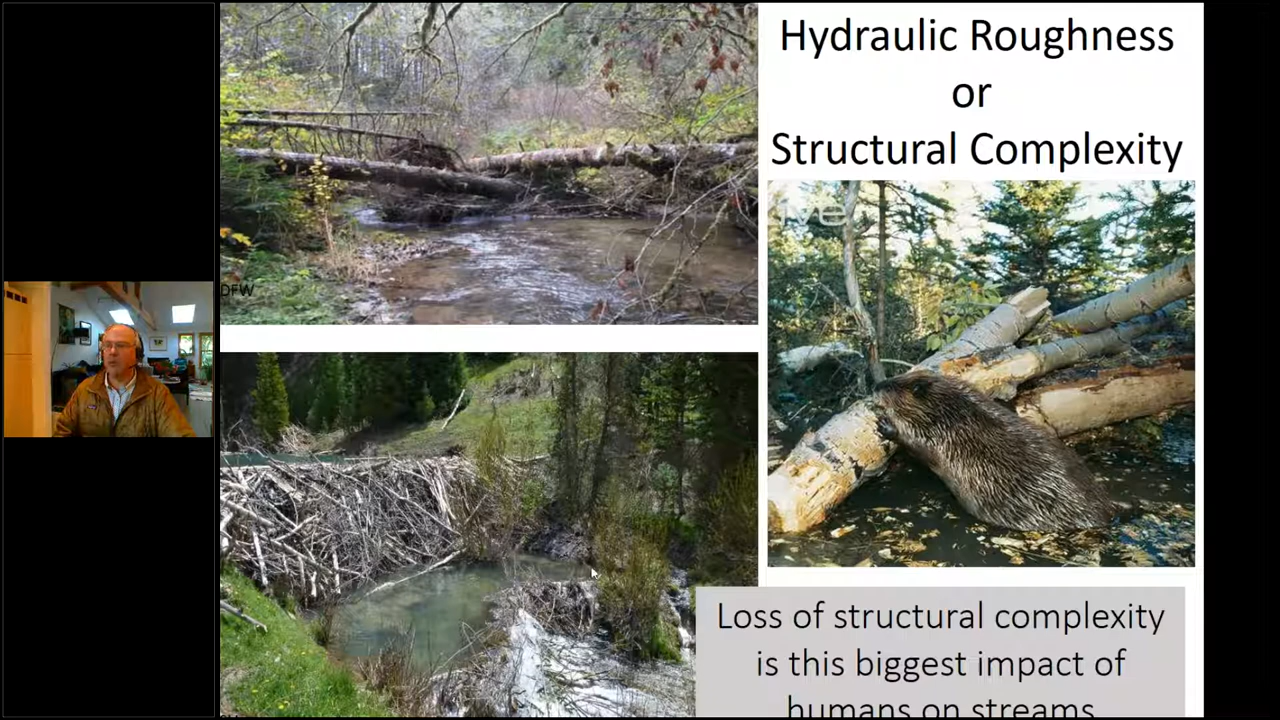 Hydraulic Roughness
or
Structural Complexity
DFW
Loss of structural complexity
is this biggest impact of
humans on streams